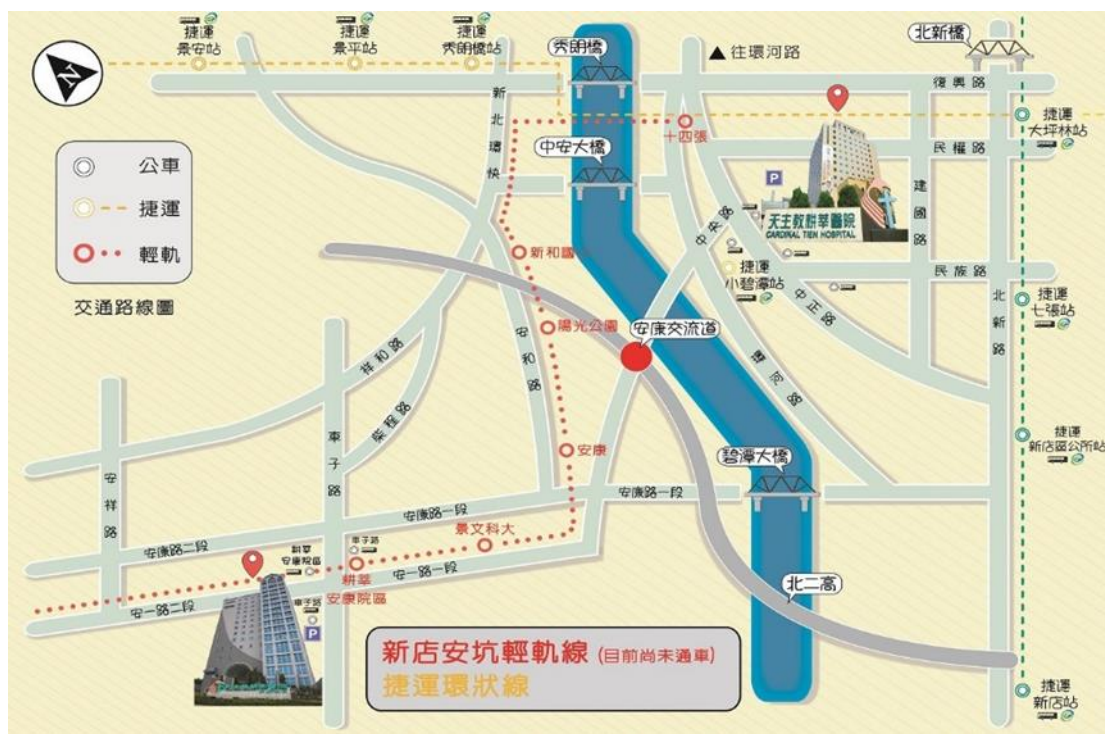 捷運
景安站
捷運
景平站
捷運
秀朗橋站
秀朗橋
▲往環河路
北新橋
N
新北環快
復興路
捷運
大坪林站
十四張
民權路
公車
捷運
輕軌
交通路線圖
中安大橋
P
建國路
天主教耕莘醫院
CARDINAL TIEN HOSPITAL
中央路
新和國
捷運
小碧潭站
民族路
中正路
捷運
七張站
北新路
陽光公園
安康交流道
安和路
祥和路
柴埕路
環河路
車子路
安康
捷運
新店區公所站
碧潭大橋
安祥路
安康路一段
安康路一段
景文科大
安康路二段
耕莘
安康院區
車子路
耕莘
安康院區
安一路一段
安一路二段
車子路
P
北二高
新店安坑輕軌線 (目前尚未通車)
捷運環狀線
捷運
新店站